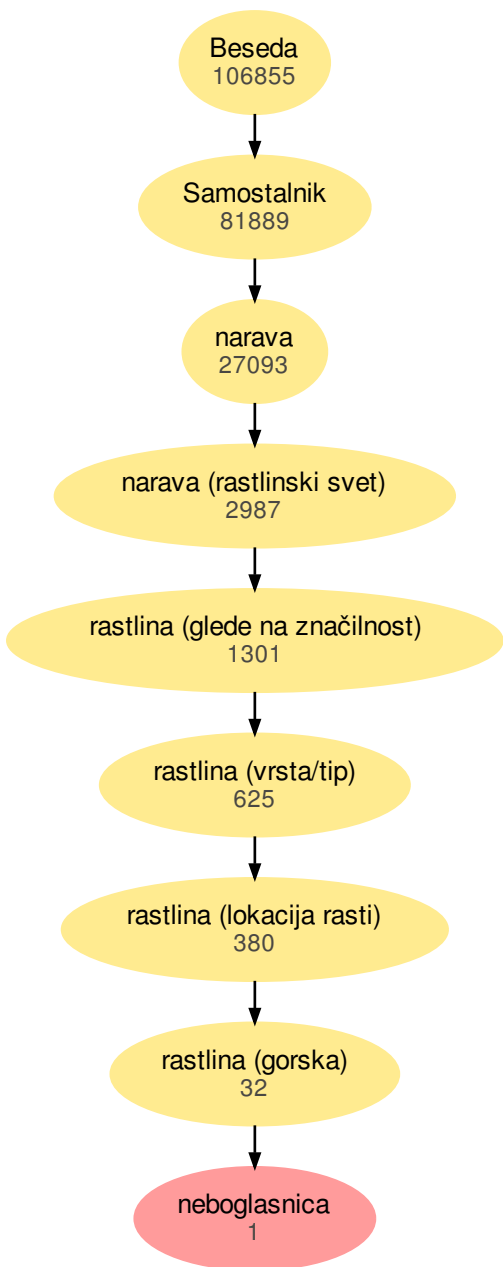 Beseda
106855
Samostalnik
81889
narava
27093
narava (rastlinski svet)
2987
rastlina (glede na značilnost)
1301
rastlina (vrsta/tip)
625
rastlina (lokacija rasti)
380
rastlina (gorska)
32
neboglasnica
1